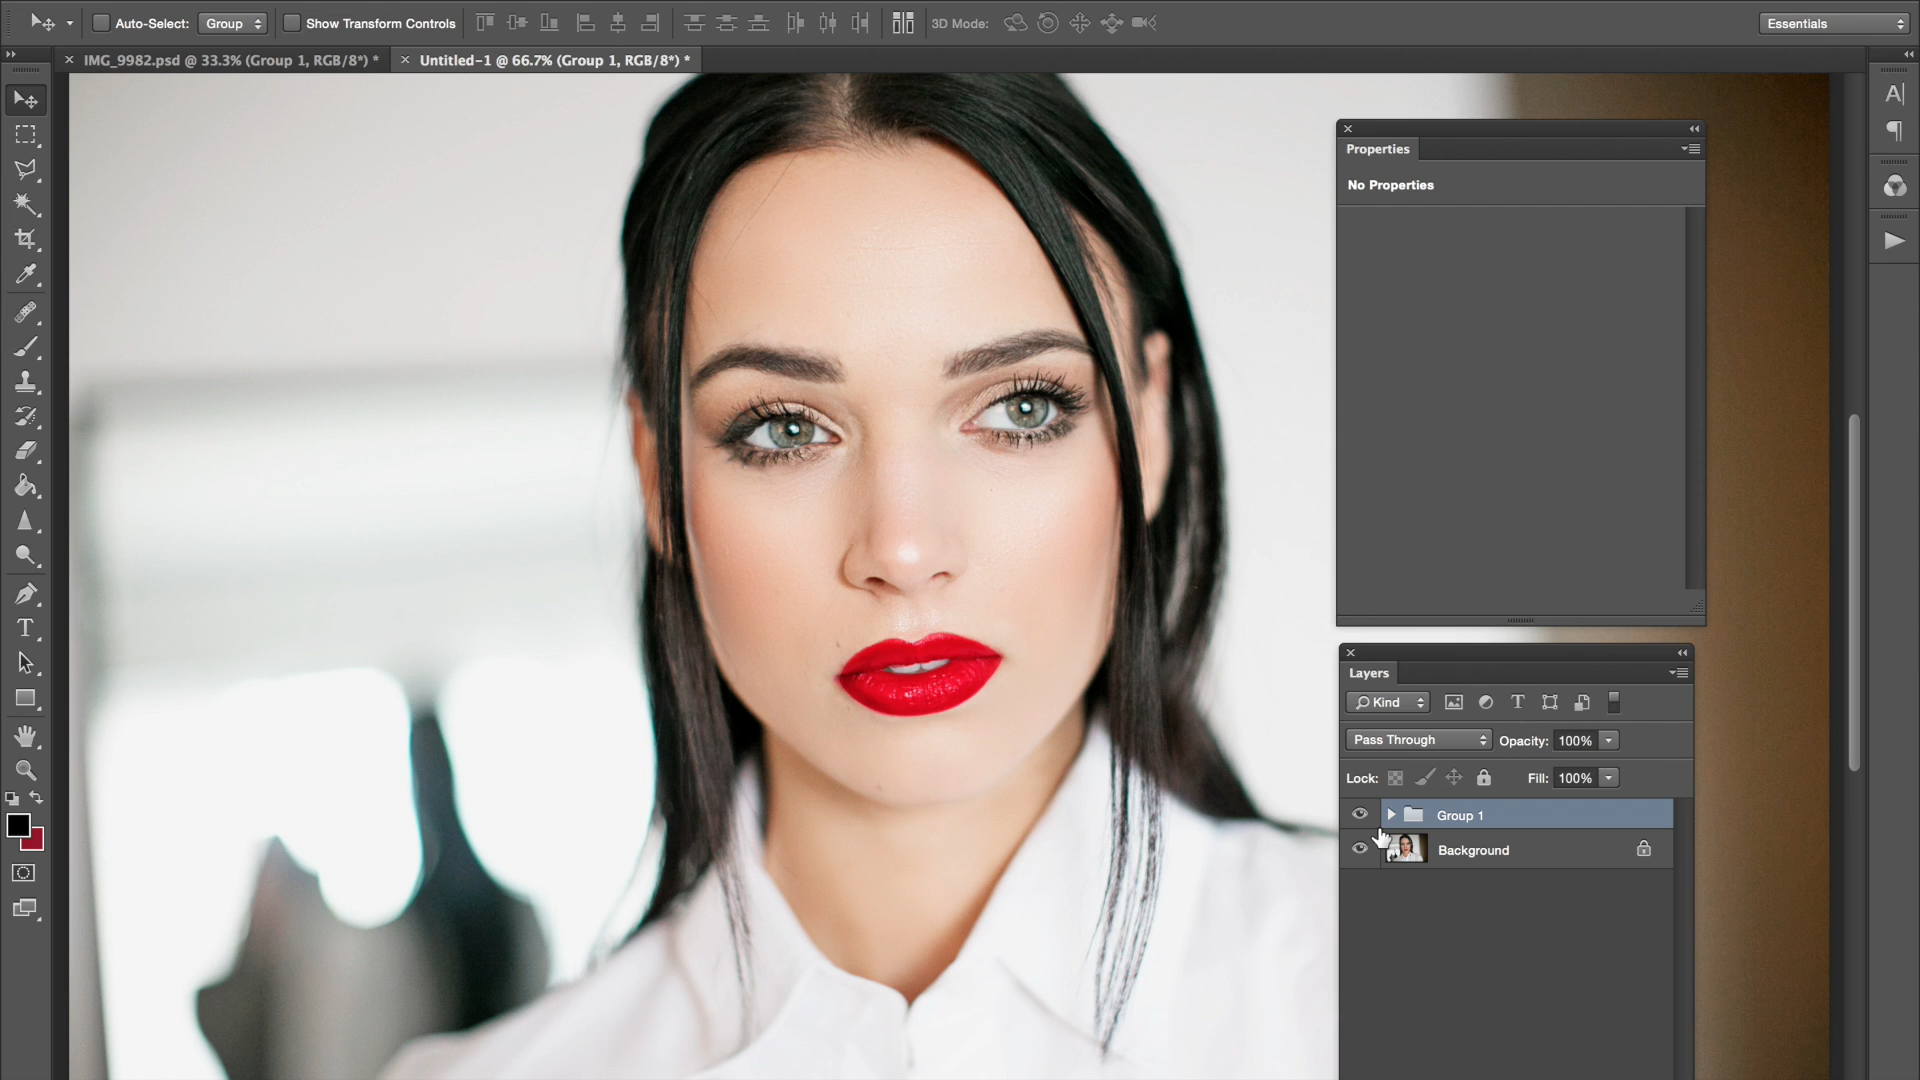 Auto-Select: Group Show Transform Controls 3D Mode: Essentials
IMG_9982.psd @ 33.3% (Group 1, RGB/8*) * Untitled-1 @ 66.7% (Group 1, RGB/8*) *
Properties
No Properties
Layers
Kind T
Pass Through Opacity: 100%
Lock: Fill: 100%
Group 1
Background